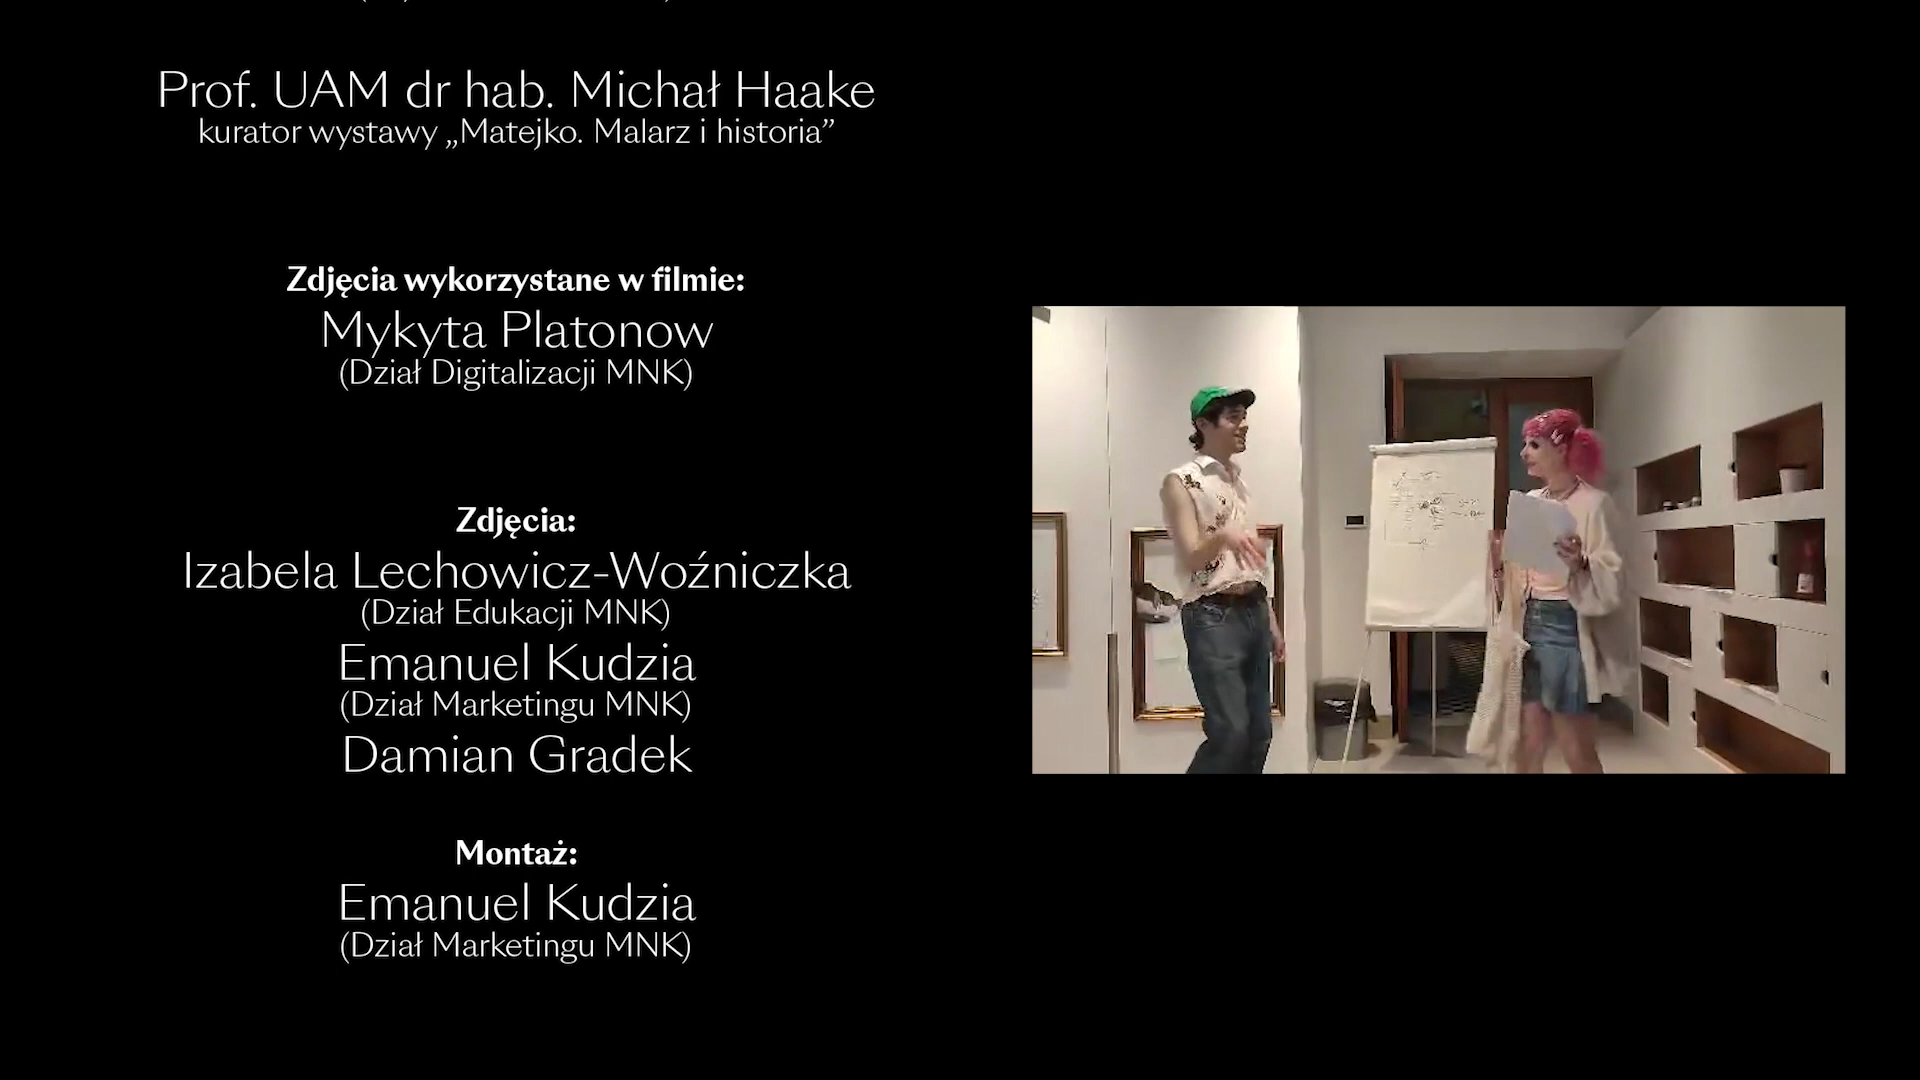 Prof. UAM dr hab. Michał Haake
kurator wystawy „Matejko. Malarz i historia”
Zdjęcia wykorzystane w filmie:
Mykyta Platonow
(Dział Digitalizacji MNK)
Zdjęcia:
Izabela Lechowicz-Woźniczka
(Dział Edukacji MNK)
Emanuel Kudzia
(Dział Marketingu MNK)
Damian Gradek
Montaż:
Emanuel Kudzia
(Dział Marketingu MNK)